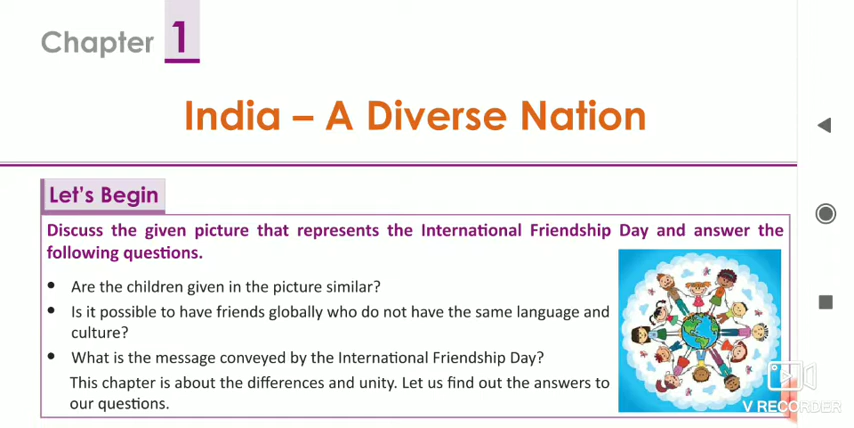 Chapter 1
India – A Diverse Nation
Let's Begin
Discuss the given picture that represents the International Friendship Day and answer the
following questions.
• Are the children given in the picture similar?
• Is it possible to have friends globally who do not have the same language and
culture?
• What is the message conveyed by the International Friendship Day?
This chapter is about the differences and unity. Let us find out the answers to
our questions.
V RECORDER